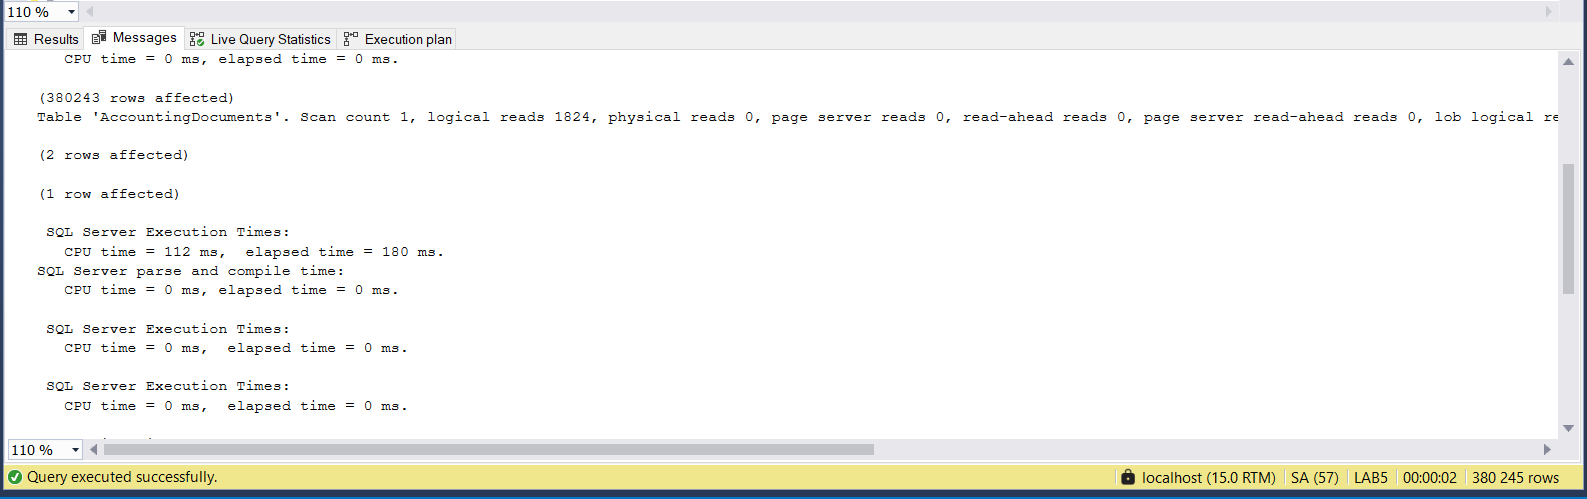 110 %
Results Messages Live Query Statistics Execution plan
CPU time = 0 ms, elapsed time = 0 ms.
(380243 rows affected)
Table 'AccountingDocuments'. Scan count 1, logical reads 1824, physical reads 0, page server reads 0, read-ahead reads 0, page server read-ahead reads 0, lob logical re
(2 rows affected)
(1 row affected)
SQL Server Execution Times:
CPU time = 112 ms,  elapsed time = 180 ms.
SQL Server parse and compile time:
CPU time = 0 ms, elapsed time = 0 ms.
SQL Server Execution Times:
CPU time = 0 ms,  elapsed time = 0 ms.
SQL Server Execution Times:
CPU time = 0 ms,  elapsed time = 0 ms.
110 %
Query executed successfully. localhost (15.0 RTM) SA (57) LAB5 00:00:02 380 245 rows